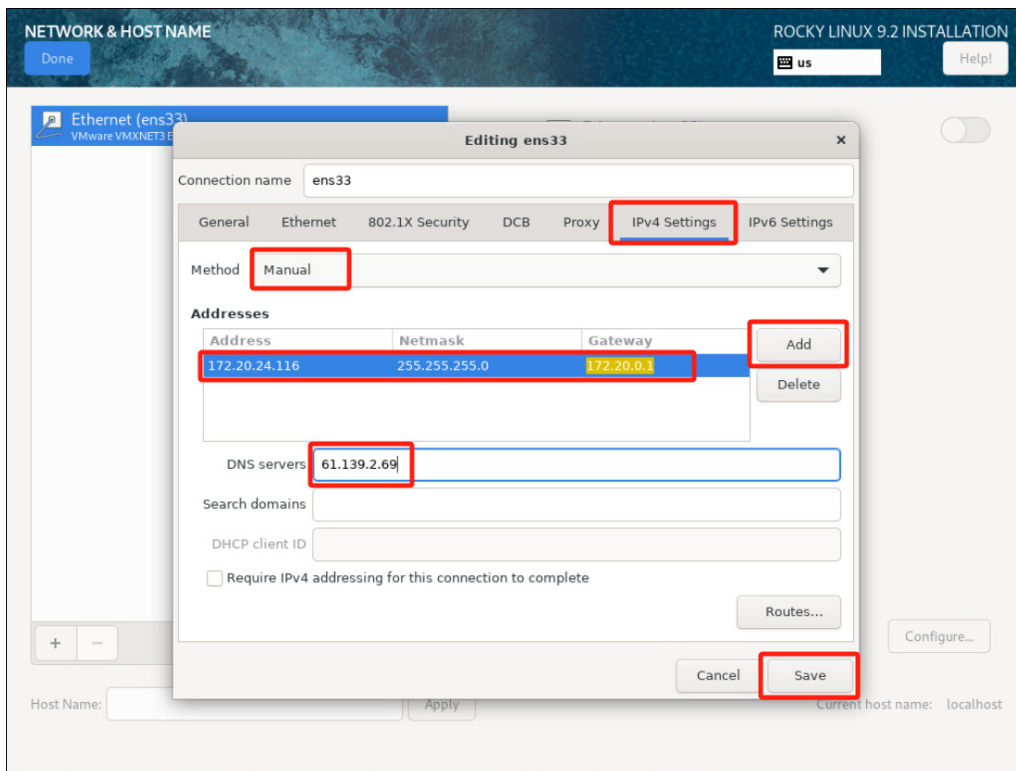 NETWORK & HOST NAME
ROCKY LINUX 9.2 INSTALLATION
Done
us
Help!
Ethernet (ens33)
VMware VMXNET3 E
Editing ens33
Connection name ens33
General Ethernet 802.1X Security DCB Proxy IPv4 Settings IPv6 Settings
Method Manual
Addresses
Address Netmask Gateway
172.20.24.116 255.255.255.0 172.20.0.1
Add
Delete
DNS servers 61.139.2.69
Search domains
DHCP client ID
Require IPv4 addressing for this connection to complete
Routes...
Configure...
Cancel Save
Host Name: Apply Current host name: localhost